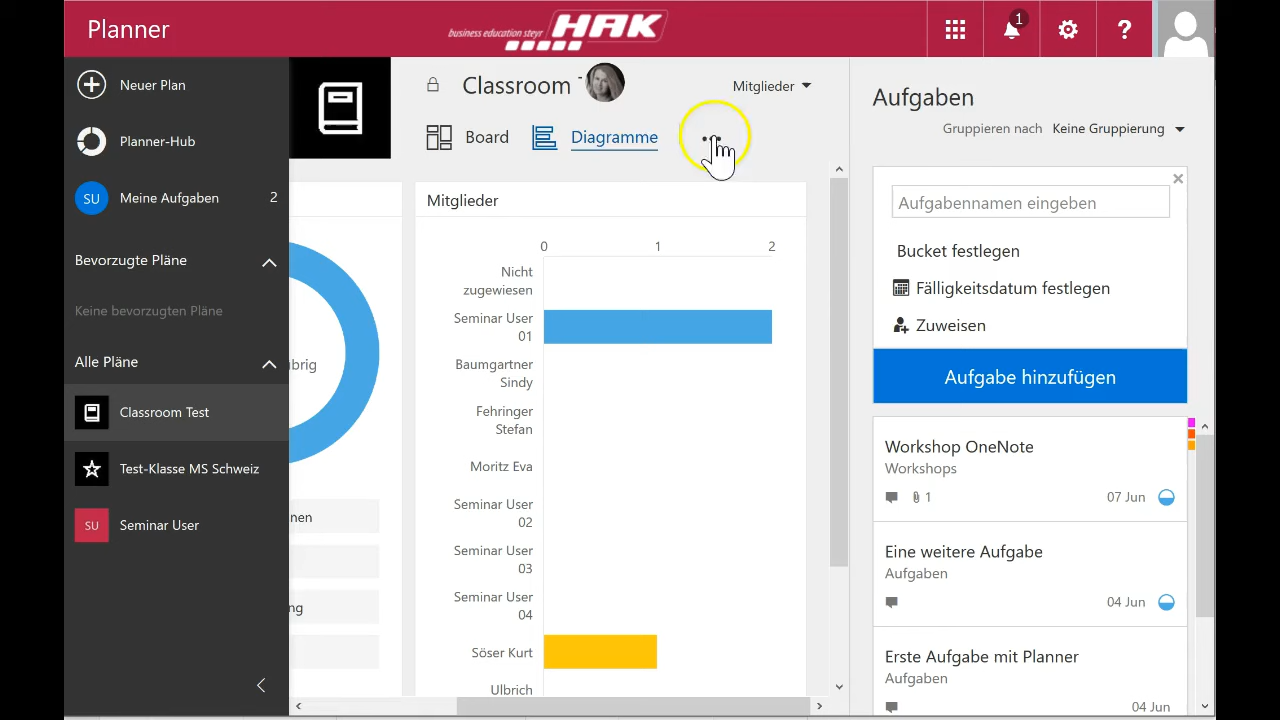 Planner
business education steyr HAK
1
?
Neuer Plan
Planner-Hub
SU Meine Aufgaben 2
Bevorzugte Pläne
Keine bevorzugten Pläne
Alle Pläne
Classroom Test
Test-Klasse MS Schweiz
SU Seminar User
Classroom
Mitglieder
Board
Diagramme
brig
nen
ng
Mitglieder
0 1 2
Nicht
zugewiesen
Seminar User
01
Baumgartner
Sindy
Fehringer
Stefan
Moritz Eva
Seminar User
02
Seminar User
03
Seminar User
04
Söser Kurt
Ulbrich
Aufgaben
Gruppieren nach Keine Gruppierung
Aufgabennamen eingeben
Bucket festlegen
Fälligkeitsdatum festlegen
Zuweisen
Aufgabe hinzufügen
Workshop OneNote
Workshops
1 07 Jun
Eine weitere Aufgabe
Aufgaben
04 Jun
Erste Aufgabe mit Planner
Aufgaben
04 Jun